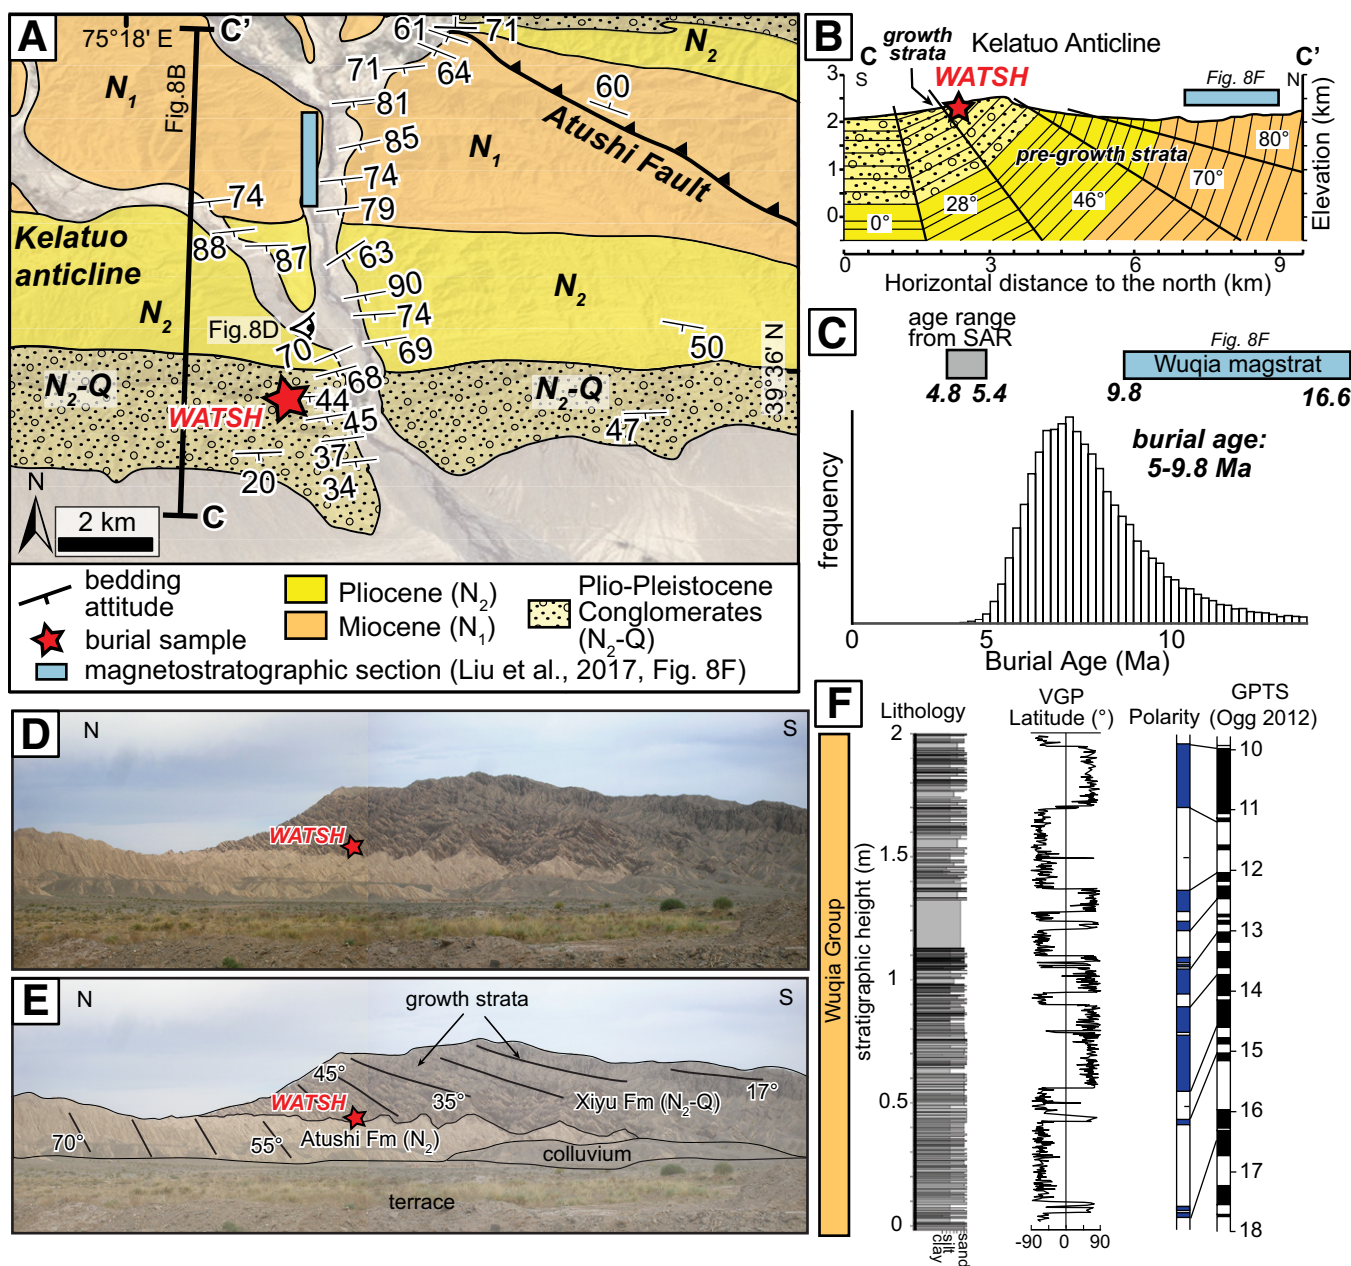 A
75°18' E
C'
61
71
N2
71
64
60
N1
Fig.8B
81
Atushi Fault
85
N1
74
74
79
Kelatuo
anticline
88
87
63
90
N2
N2
Fig.8D
74
70
69
50
39°36' N
N2-Q
68
N2-Q
WATSH
44
45
47
37
20
34
N
C
2 km
bedding
attitude
burial sample
Pliocene (N2)
Miocene (N1)
Plio-Pleistocene
Conglomerates
(N2-Q)
magnetostratographic section (Liu et al., 2017, Fig. 8F)
B
C
S
growth
strata
Kelatuo Anticline
WATSH
Fig. 8F
C'
N
3
2
1
0
pre-growth strata
80°
70°
46°
28°
0°
Elevation (km)
0
3
6
9
Horizontal distance to the north (km)
C
age range
from SAR
4.8
5.4
Fig. 8F
Wuqia magstrat
9.8
16.6
burial age:
5-9.8 Ma
frequency
0
5
10
Burial Age (Ma)
D
N
S
WATSH
E
N
S
growth strata
45°
WATSH
35°
17°
Xiyu Fm (N2-Q)
70°
55°
Atushi Fm (N2)
colluvium
terrace
F
Lithology
VGP
Latitude (°)
Polarity
GPTS
(Ogg 2012)
Wuqia Group
stratigraphic height (m)
2
1.5
1
0.5
0
clay
silt
sand
-90
0
90
10
11
12
13
14
15
16
17
18